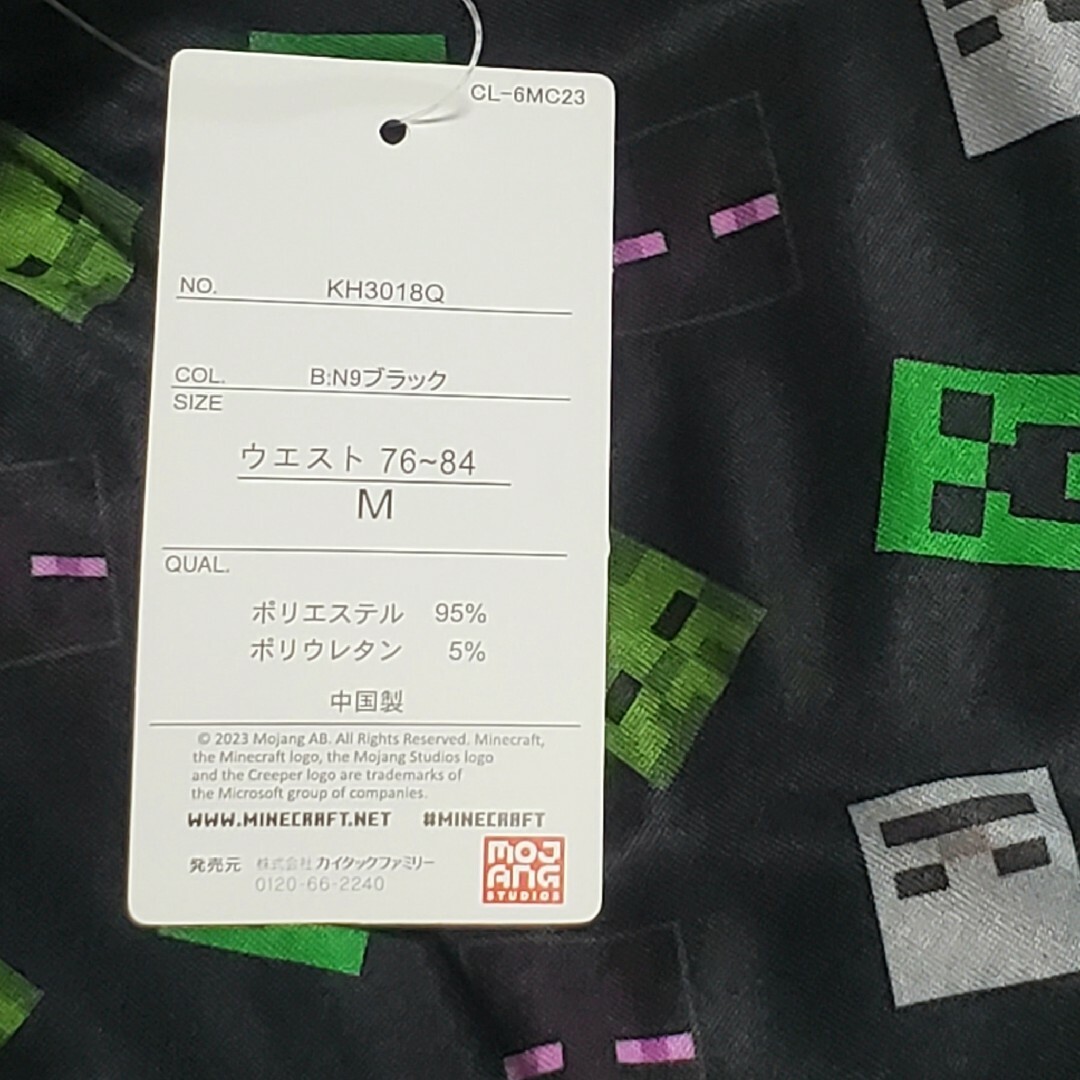 CL-6MC23
NO. KH3018Q
COL. B:N9ブラック
SIZE
ウエスト 76~84
M
QUAL.
ポリエステル 95%
ポリウレタン 5%
中国製
© 2023 Mojang AB. All Rights Reserved. Minecraft,
the Minecraft logo, the Mojang Studios logo
and the Creeper logo are trademarks of
the Microsoft group of companies.
WWW.MINECRAFT.NET #MINECRAFT
発売元 株式会社カイタックファミリー
0120-66-2240
MOJ
ANG
STUDIOS